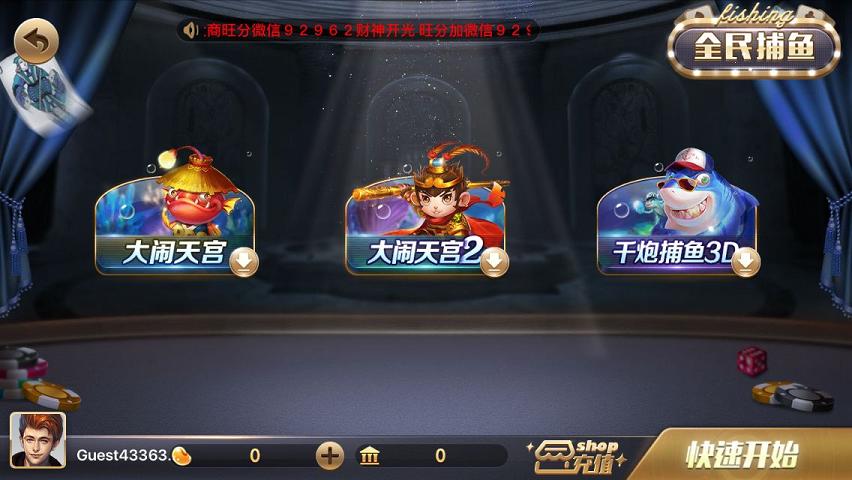 :商旺分微信９２９６２财神开光 旺分加微信９２９
fishing
全民捕鱼
大闹天宫
大闹天宫2
千炮捕鱼3D
Guest43363.
0
0
shop
充值
快速开始